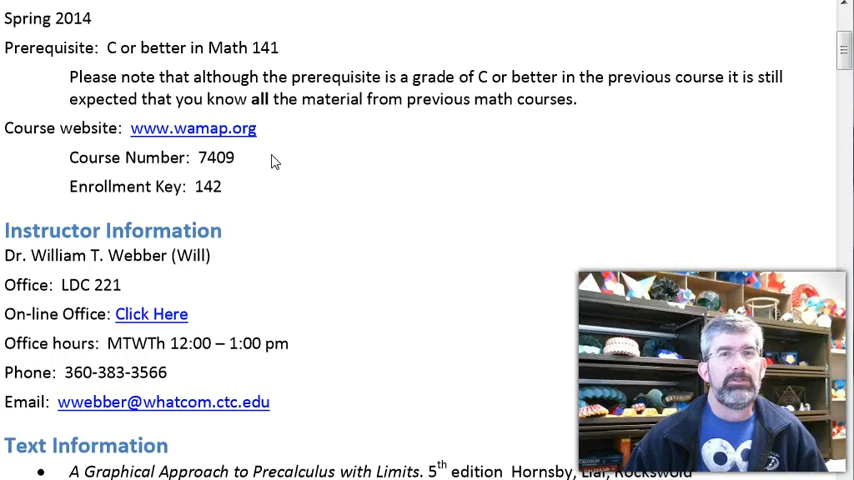 Spring 2014
Prerequisite: C or better in Math 141
Please note that although the prerequisite is a grade of C or better in the previous course it is still
expected that you know all the material from previous math courses.
Course website: www.wamap.org
Course Number: 7409
Enrollment Key: 142
Instructor Information
Dr. William T. Webber (Will)
Office: LDC 221
On-line Office: Click Here
Office hours: MTWTh 12:00 – 1:00 pm
Phone: 360-383-3566
Email: wwebber@whatcom.ctc.edu
Text Information
• A Graphical Approach to Precalculus with Limits. 5th edition Hornsby, Lial, Rockswold